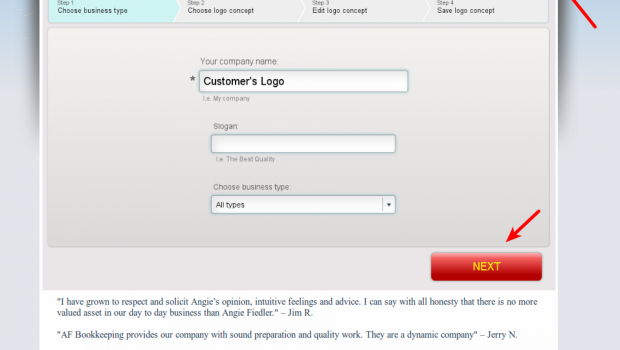 Step 1
Choose business type
Step 2
Choose logo concept
Step 3
Edit logo concept
Step 4
Save logo concept
Your company name:
* Customer's Logo
I.e. My company
Slogan:
I.e. The Best Quality
Choose business type:
All types
NEXT
"I have grown to respect and solicit Angie's opinion, intuitive feelings and advice. I can say with all honesty that there is no more
valued asset in our day to day business than Angie Fiedler." – Jim R.
"AF Bookkeeping provides our company with sound preparation and quality work. They are a dynamic company" – Jerry N.